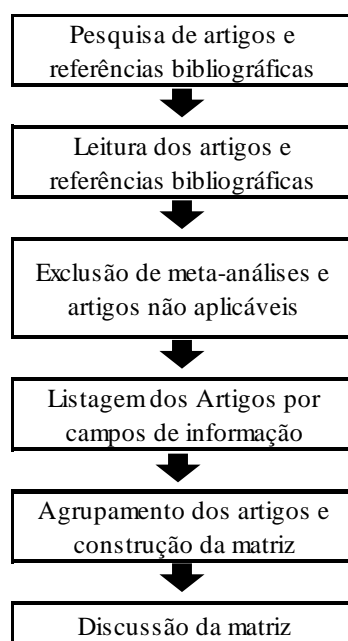 Pesquisa de artigos e
referências bibliográficas
Leitura dos artigos e
referências bibliográficas
Exclusão de meta-análises e
artigos não aplicáveis
Listagem dos Artigos por
campos de informação
Agrupamento dos artigos e
construção da matriz
Discussão da matriz